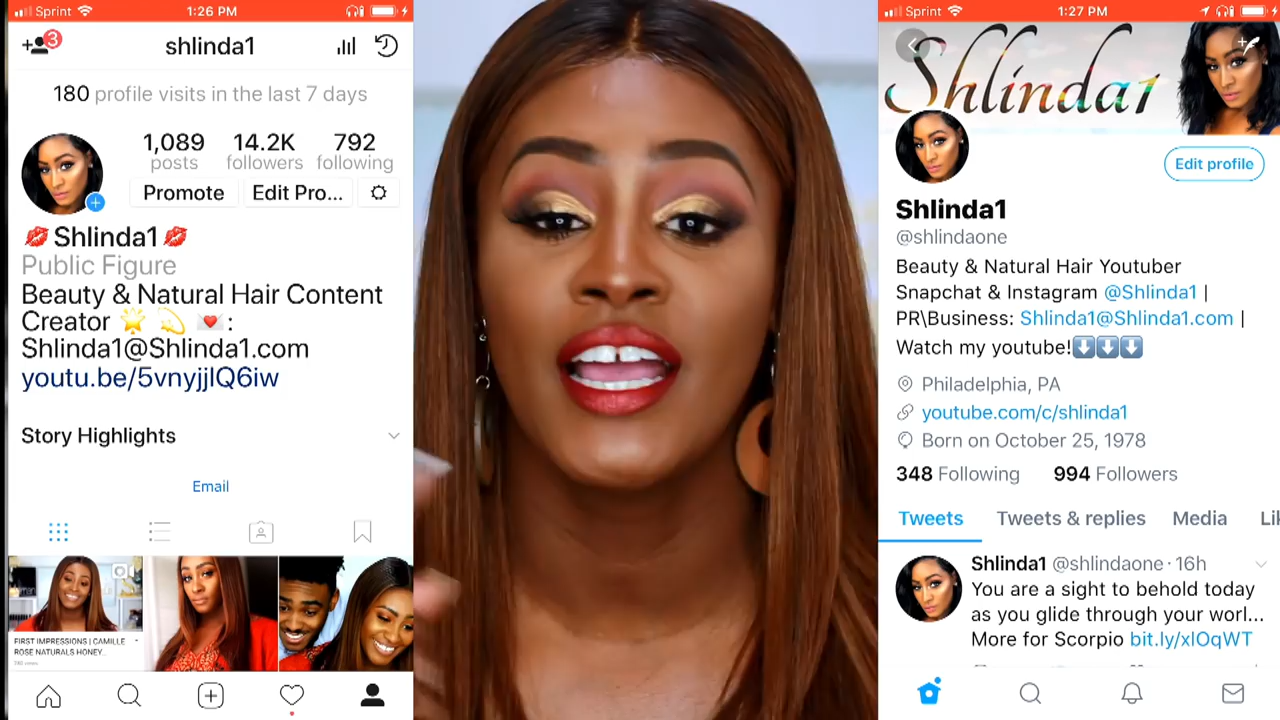 Sprint 1:26 PM
3
shlinda1
180 profile visits in the last 7 days
1,089 14.2K 792
posts followers following
Promote Edit Pro...
💋 Shlinda1 💋
Public Figure
Beauty & Natural Hair Content
Creator 🌟 💫 💌 :
Shlinda1@Shlinda1.com
youtu.be/5vnyjjlQ6iw
Story Highlights
Email
FIRST IMPRESSIONS | CAMILLE
ROSE NATURALS HONEY...
Sprint 1:27 PM
Shlinda1
Edit profile
Shlinda1
@shlindaone
Beauty & Natural Hair Youtuber
Snapchat & Instagram @Shlinda1 |
PR\Business: Shlinda1@Shlinda1.com |
Watch my youtube!⬇️⬇️⬇️
Philadelphia, PA
youtube.com/c/shlinda1
Born on October 25, 1978
348 Following 994 Followers
Tweets Tweets & replies Media Li
Shlinda1 @shlindaone · 16h
You are a sight to behold today
as you glide through your worl...
More for Scorpio bit.ly/xlOqWT